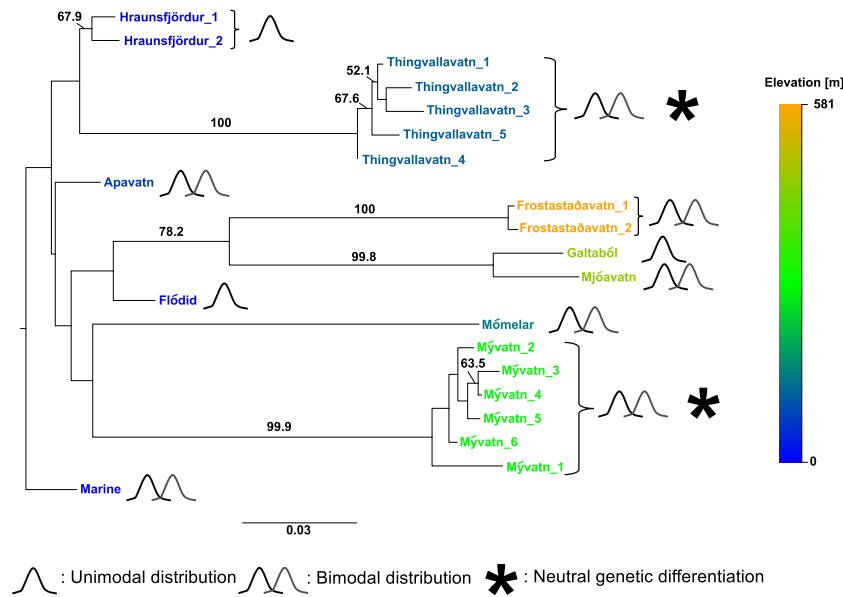 67.9
Hraunsfjördur_1
Hraunsfjördur_2
52.1
Thingvallavatn_1
Thingvallavatn_2
67.6
Thingvallavatn_3
100
Thingvallavatn_5
Thingvallavatn_4
Elevation [m]
581
0
Apavatn
100
Frostastaðavatn_1
Frostastaðavatn_2
78.2
Galtaból
99.8
Mjóavatn
Flódid
Mómelar
Mývatn_2
63.5
Mývatn_3
Mývatn_4
Mývatn_5
99.9
Mývatn_6
Mývatn_1
Marine
0.03
: Unimodal distribution : Bimodal distribution : Neutral genetic differentiation